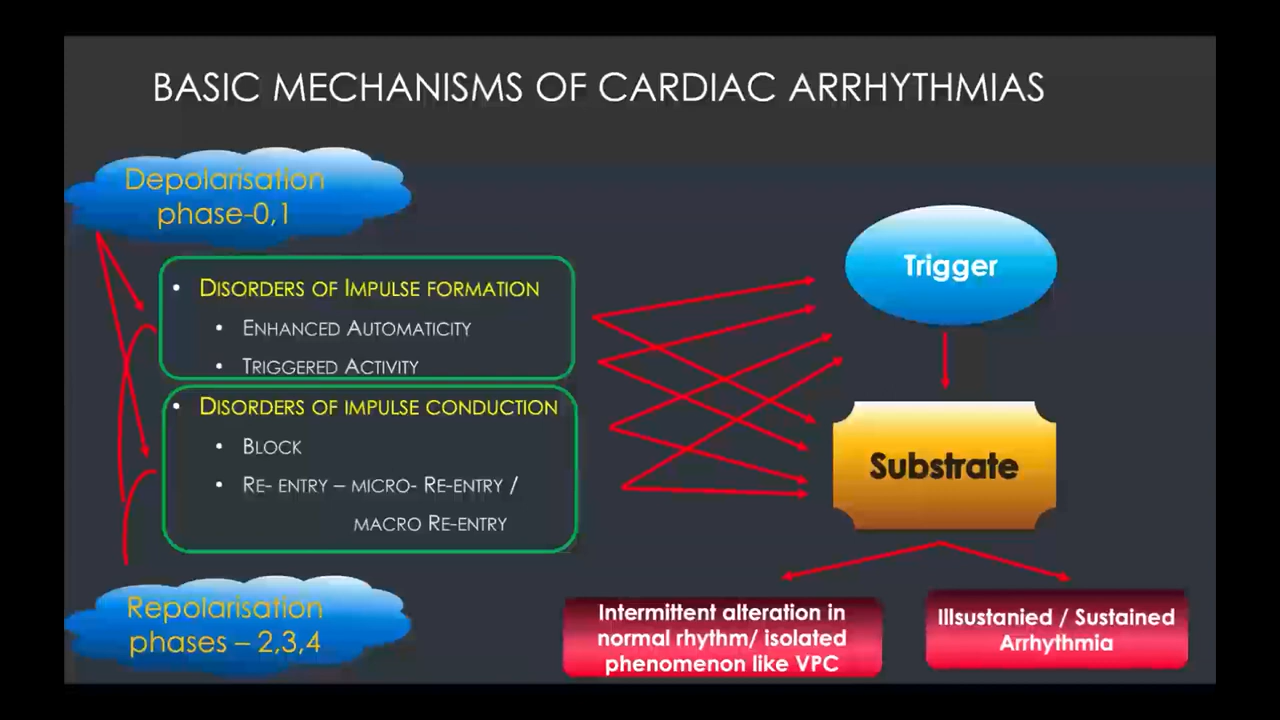 BASIC MECHANISMS OF CARDIAC ARRHYTHMIAS
Depolarisation
phase-0,1
• DISORDERS OF IMPULSE FORMATION
• ENHANCED AUTOMATICITY
• TRIGGERED ACTIVITY
• DISORDERS OF IMPULSE CONDUCTION
• BLOCK
• RE- ENTRY – MICRO- RE-ENTRY /
MACRO RE-ENTRY
Repolarisation
phases – 2,3,4
Trigger
Substrate
Intermittent alteration in
normal rhythm/ isolated
phenomenon like VPC
Illsustanied / Sustained
Arrhythmia